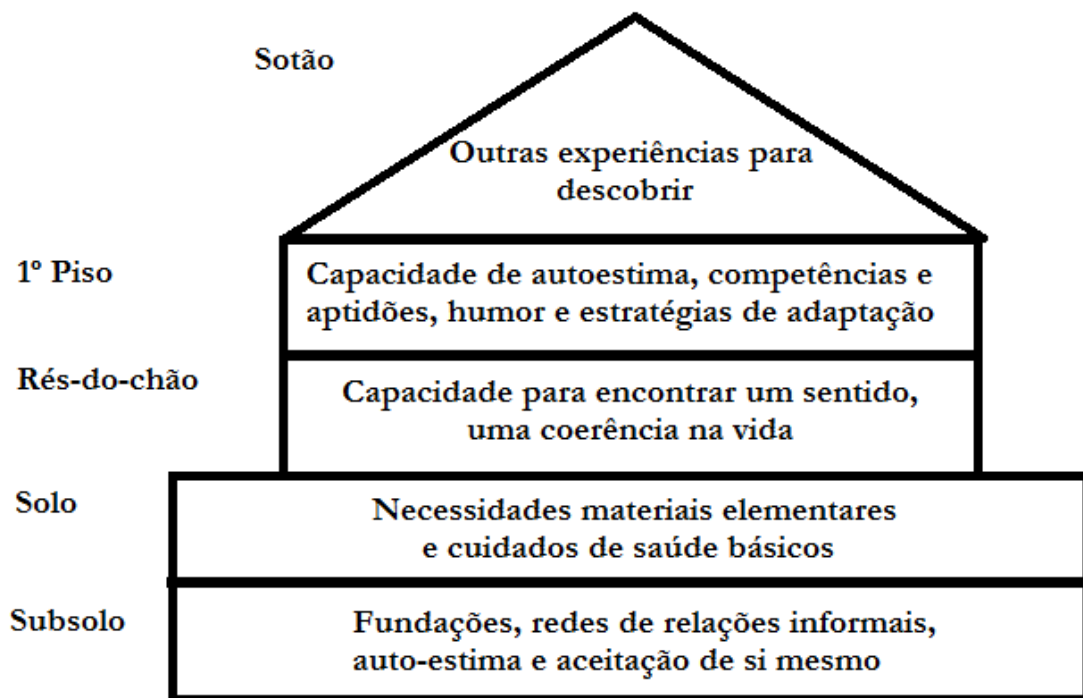 Sotão
Outras experiências para
descobrir
1º Piso
Capacidade de autoestima, competências e
aptidões, humor e estratégias de adaptação
Rés-do-chão
Capacidade para encontrar um sentido,
uma coerência na vida
Solo
Necessidades materiais elementares
e cuidados de saúde básicos
Subsolo
Fundações, redes de relações informais,
auto-estima e aceitação de si mesmo